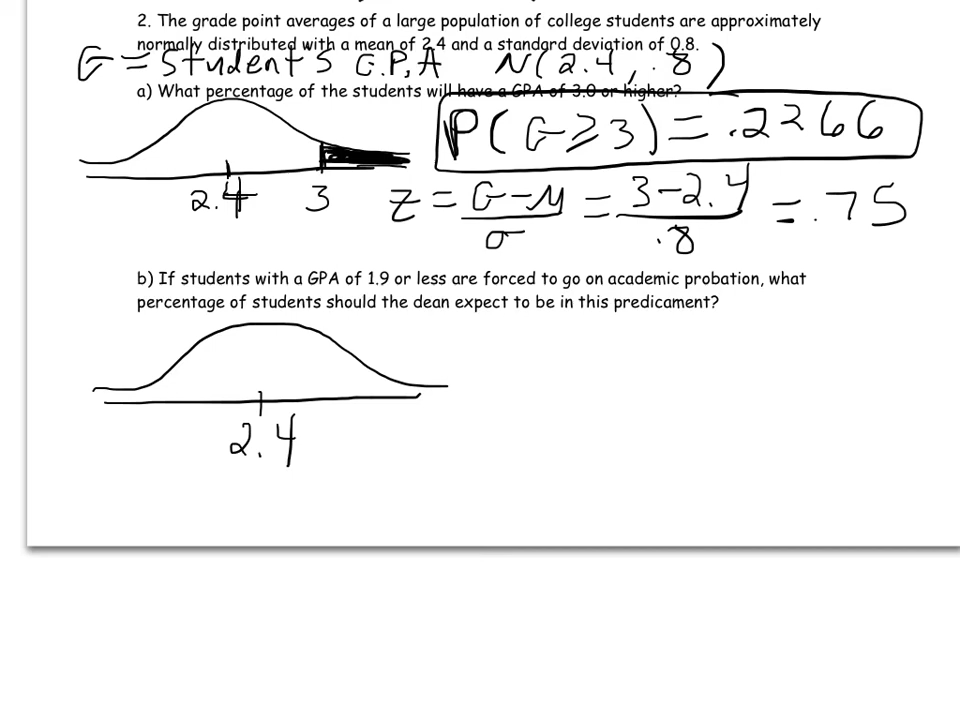 2. The grade point averages of a large population of college students are approximately
normally distributed with a mean of 2.4 and a standard deviation of 0.8.
G = Students G.P.A N(2.4, .8)
a) What percentage of the students will have a GPA of 3.0 or higher?
P(G≥3) = .2266
2.4 3 z = G-μ/σ = 3-2.4/.8 = .75
b) If students with a GPA of 1.9 or less are forced to go on academic probation, what
percentage of students should the dean expect to be in this predicament?
2.4